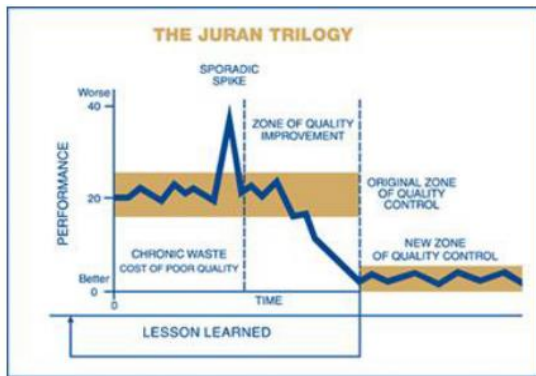 THE JURAN TRILOGY
SPORADIC
SPIKE
Worse
40
ZONE OF QUALITY
IMPROVEMENT
PERFORMANCE
20
ORIGINAL ZONE
OF QUALITY
CONTROL
CHRONIC WASTE
COST OF POOR QUALITY
NEW ZONE
OF QUALITY CONTROL
Better
0
0
TIME
LESSON LEARNED